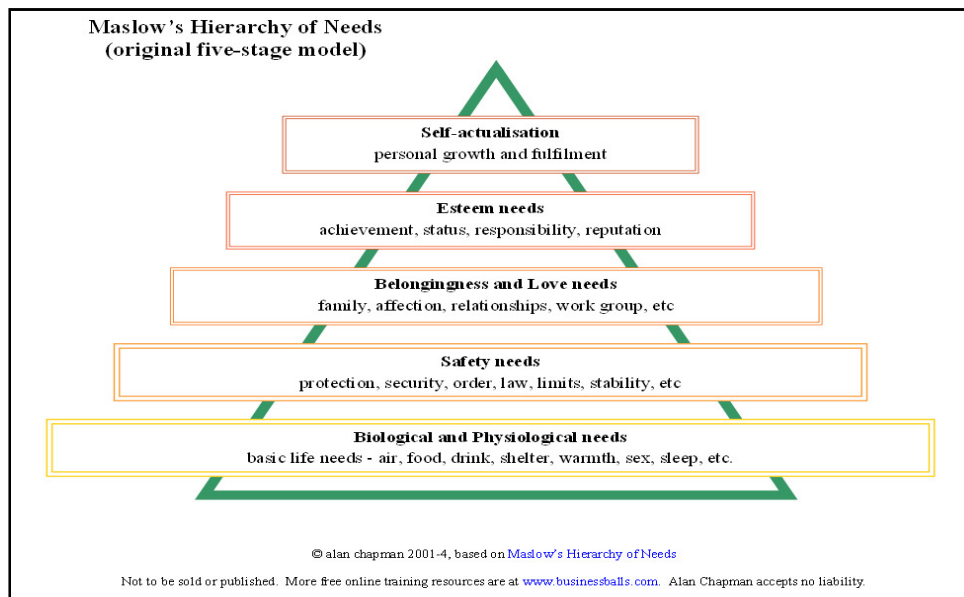 Maslow's Hierarchy of Needs
(original five-stage model)
Self-actualisation
personal growth and fulfilment
Esteem needs
achievement, status, responsibility, reputation
Belongingness and Love needs
family, affection, relationships, work group, etc
Safety needs
protection, security, order, law, limits, stability, etc
Biological and Physiological needs
basic life needs - air, food, drink, shelter, warmth, sex, sleep, etc.
© alan chapman 2001-4, based on Maslow's Hierarchy of Needs
Not to be sold or published. More free online training resources are at www.businessballs.com. Alan Chapman accepts no liability.